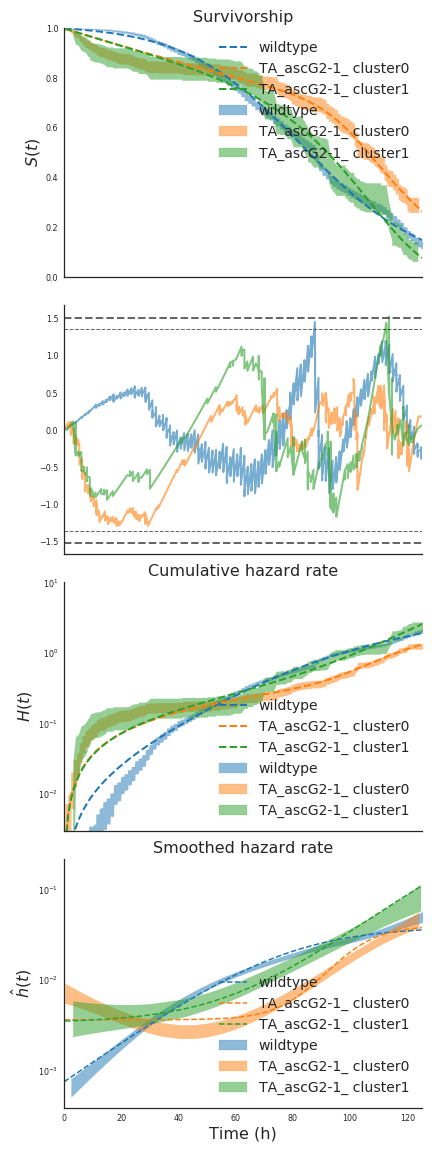 Survivorship
1.0
0.8
0.6
0.4
0.2
0.0
S(t)
wildtype
TA_ascG2-1_ cluster0
TA_ascG2-1_ cluster1
wildtype
TA_ascG2-1_ cluster0
TA_ascG2-1_ cluster1
1.5
1.0
0.5
0.0
−0.5
−1.0
−1.5
Cumulative hazard rate
10¹
10⁰
10⁻¹
10⁻²
H(t)
wildtype
TA_ascG2-1_ cluster0
TA_ascG2-1_ cluster1
wildtype
TA_ascG2-1_ cluster0
TA_ascG2-1_ cluster1
Smoothed hazard rate
10⁻¹
10⁻²
10⁻³
ĥ(t)
wildtype
TA_ascG2-1_ cluster0
TA_ascG2-1_ cluster1
wildtype
TA_ascG2-1_ cluster0
TA_ascG2-1_ cluster1
0 20 40 60 80 100 120
Time (h)